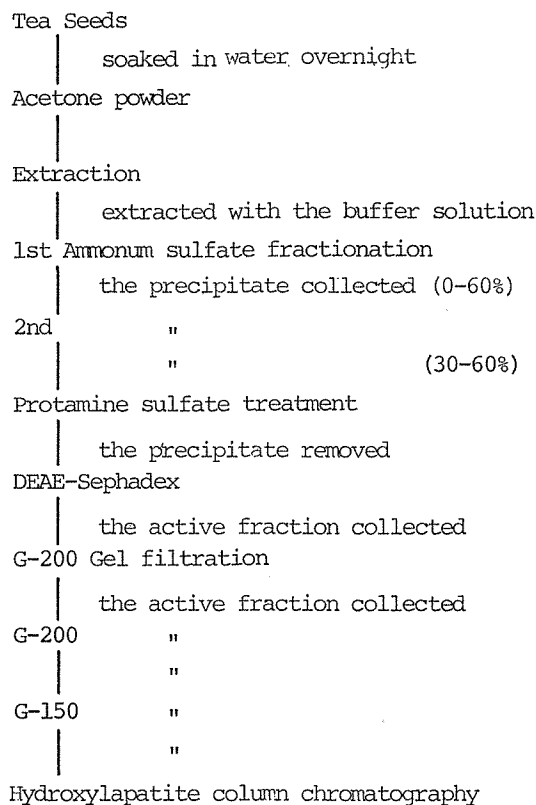 Tea Seeds
soaked in water overnight
Acetone powder
Extraction
extracted with the buffer solution
1st Ammonum sulfate fractionation
the precipitate collected (0-60%)
2nd "
" (30-60%)
Protamine sulfate treatment
the precipitate removed
DEAE-Sephadex
the active fraction collected
G-200 Gel filtration
the active fraction collected
G-200 "
"
G-150 "
"
Hydroxylapatite column chromatography